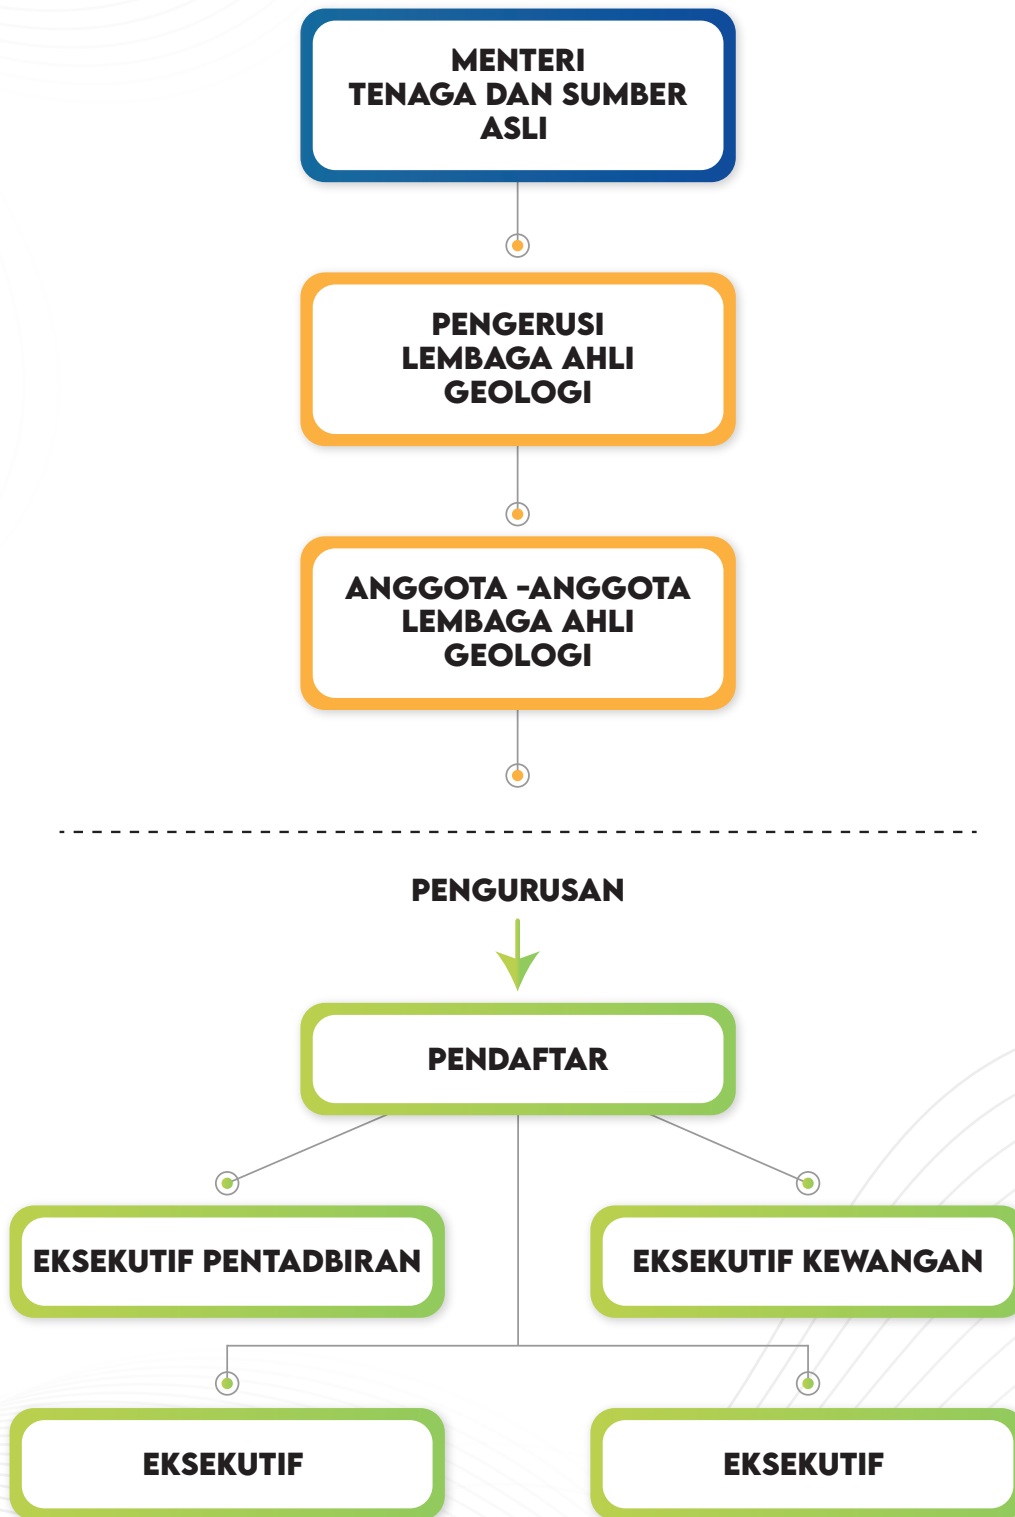 MENTERI
TENAGA DAN SUMBER
ASLI
PENGERUSI
LEMBAGA AHLI
GEOLOGI
ANGGOTA -ANGGOTA
LEMBAGA AHLI
GEOLOGI
PENGURUSAN
PENDAFTAR
EKSEKUTIF PENTADBIRAN
EKSEKUTIF KEWANGAN
EKSEKUTIF
EKSEKUTIF